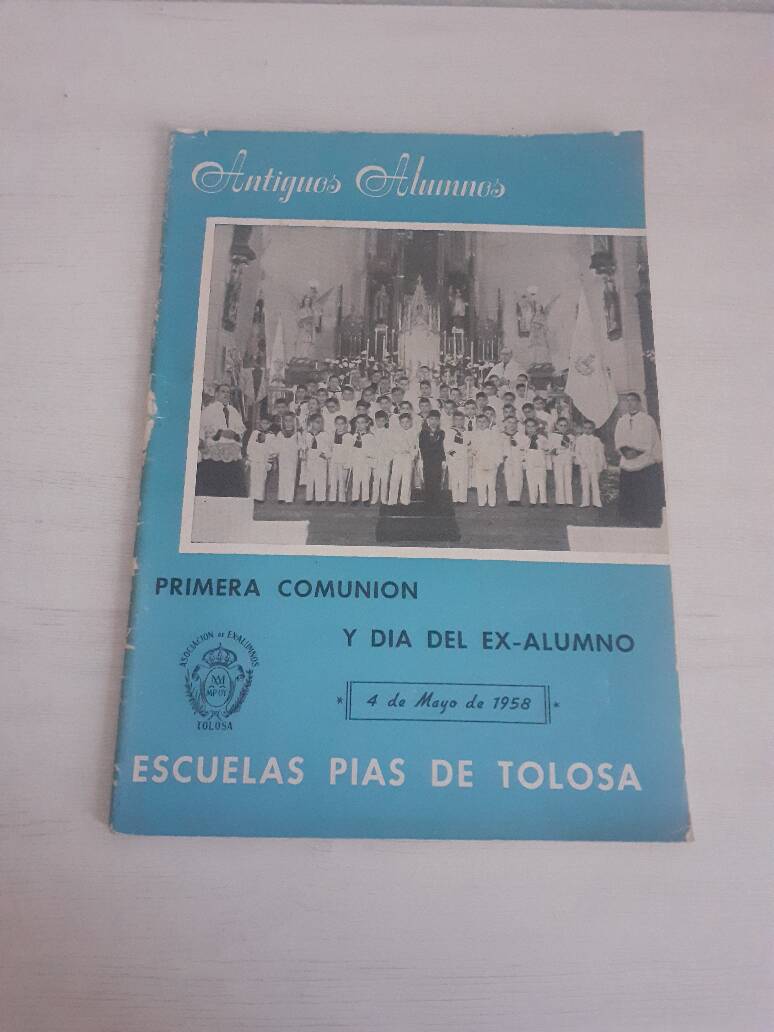 Antiguos Alumnos
PRIMERA COMUNION
Y DIA DEL EX-ALUMNO
ASOCIACION DE EX-ALUMNOS
TOLOSA
* 4 de Mayo de 1958 *
ESCUELAS PIAS DE TOLOSA